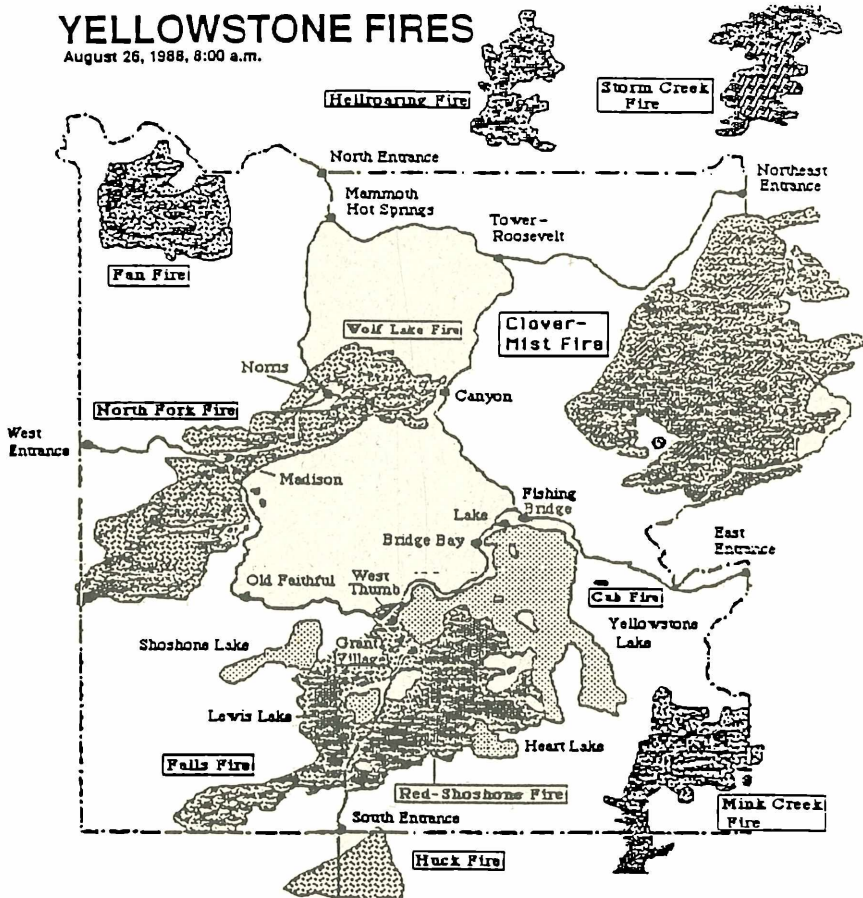 YELLOWSTONE FIRES
August 26, 1988, 8:00 a.m.
Hellroaring Fire
Storm Creek
Fire
North Entrance
Northeast
Entrance
Mammoth
Hot Springs
Tower-
Roosevelt
Fan Fire
Wolf Lake Fire
Clover-
Mist Fire
Norris
Canyon
North Fork Fire
West
Entrance
Madison
Fishing
Bridge
Lake
Bridge Bay
East
Entrance
Old Faithful
West
Thumb
Cub Fire
Yellowstone
Lake
Shoshone Lake
Grant
Village
Lewis Lake
Heart Lake
Falls Fire
Red-Shoshone Fire
Mink Creek
Fire
South Entrance
Huck Fire